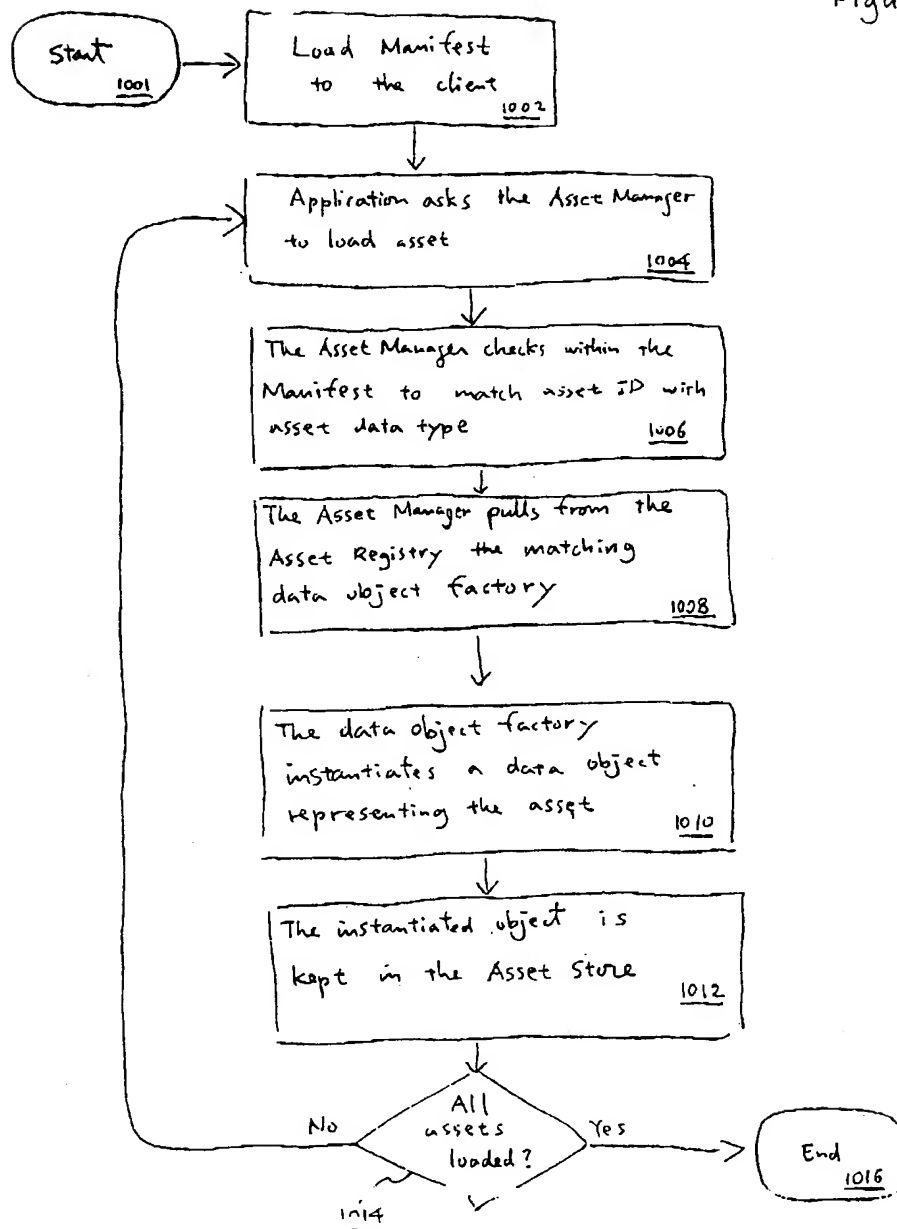 Figu
Start
1001
Load Manifest
to the client
1002
Application asks the Asset Manager
to load asset
1004
The Asset Manager checks within the
Manifest to match asset ID with
asset data type
1006
The Asset Manager pulls from the
Asset Registry the matching
data object factory
1008
The data object factory
instantiates a data object
representing the asset
1010
The instantiated object is
kept in the Asset Store
1012
All
assets
loaded?
No
Yes
1014
End
1016